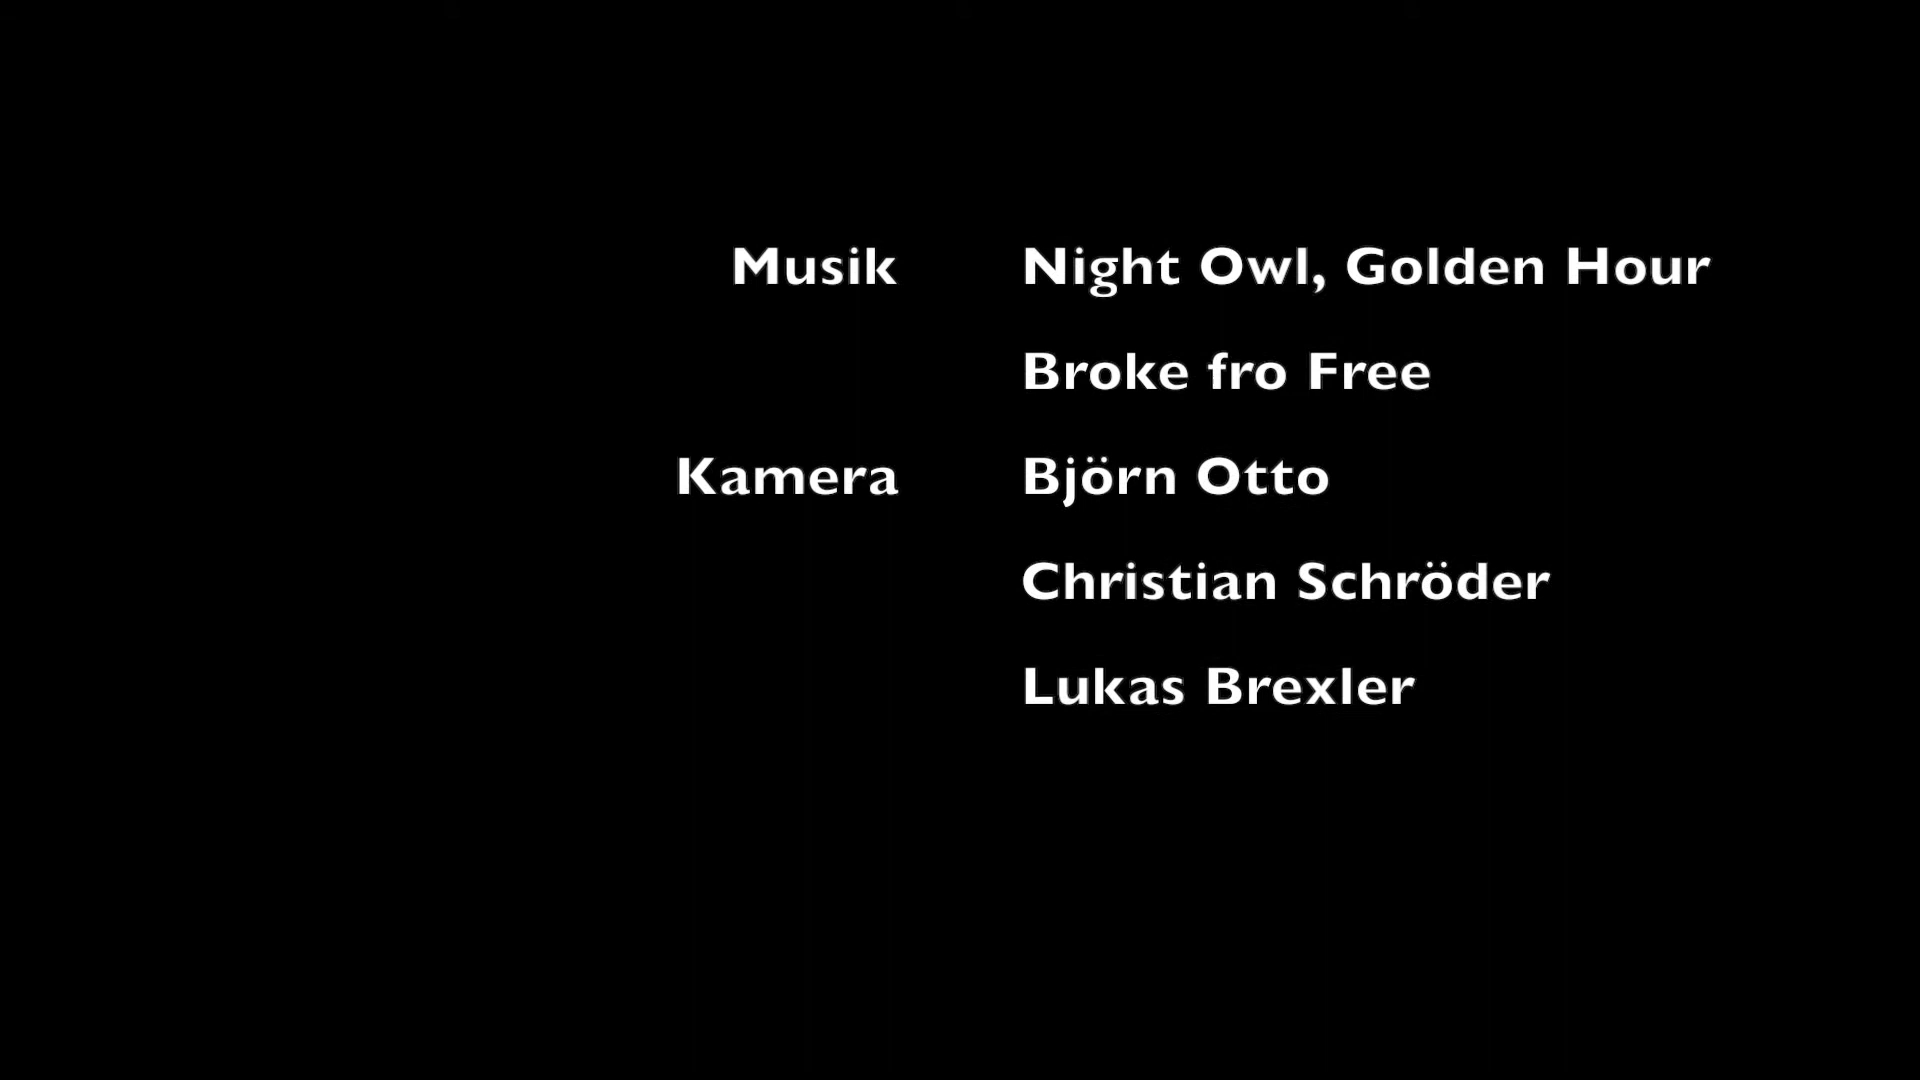 Musik Night Owl, Golden Hour
Broke fro Free
Kamera Björn Otto
Christian Schröder
Lukas Brexler